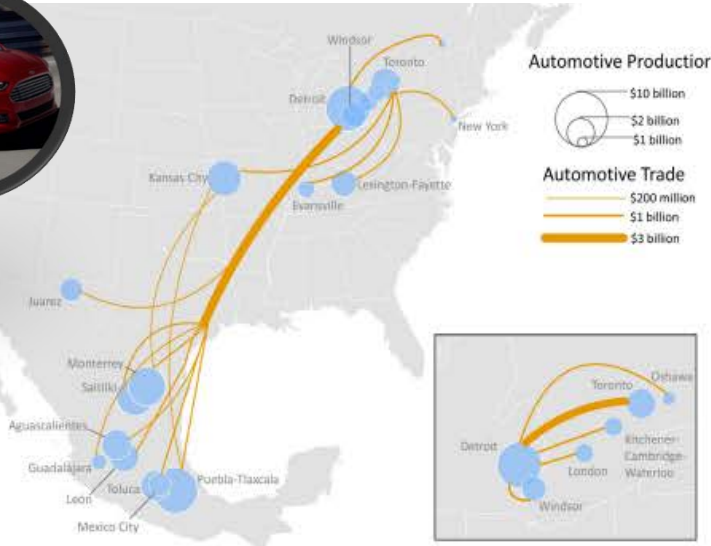 Windsor
Toronto
Detroit
New York
Kansas City
Lexington-Fayette
Evansville
Juarez
Monterrey
Saltillo
Aguascalientes
Guadalajara
Leon
Toluca
Puebla-Tlaxcala
Mexico City
Automotive Production
$10 billion
$2 billion
$1 billion
Automotive Trade
$200 million
$1 billion
$3 billion
Oshawa
Toronto
Detroit
Kitchener-
Cambridge-
Waterloo
London
Windsor